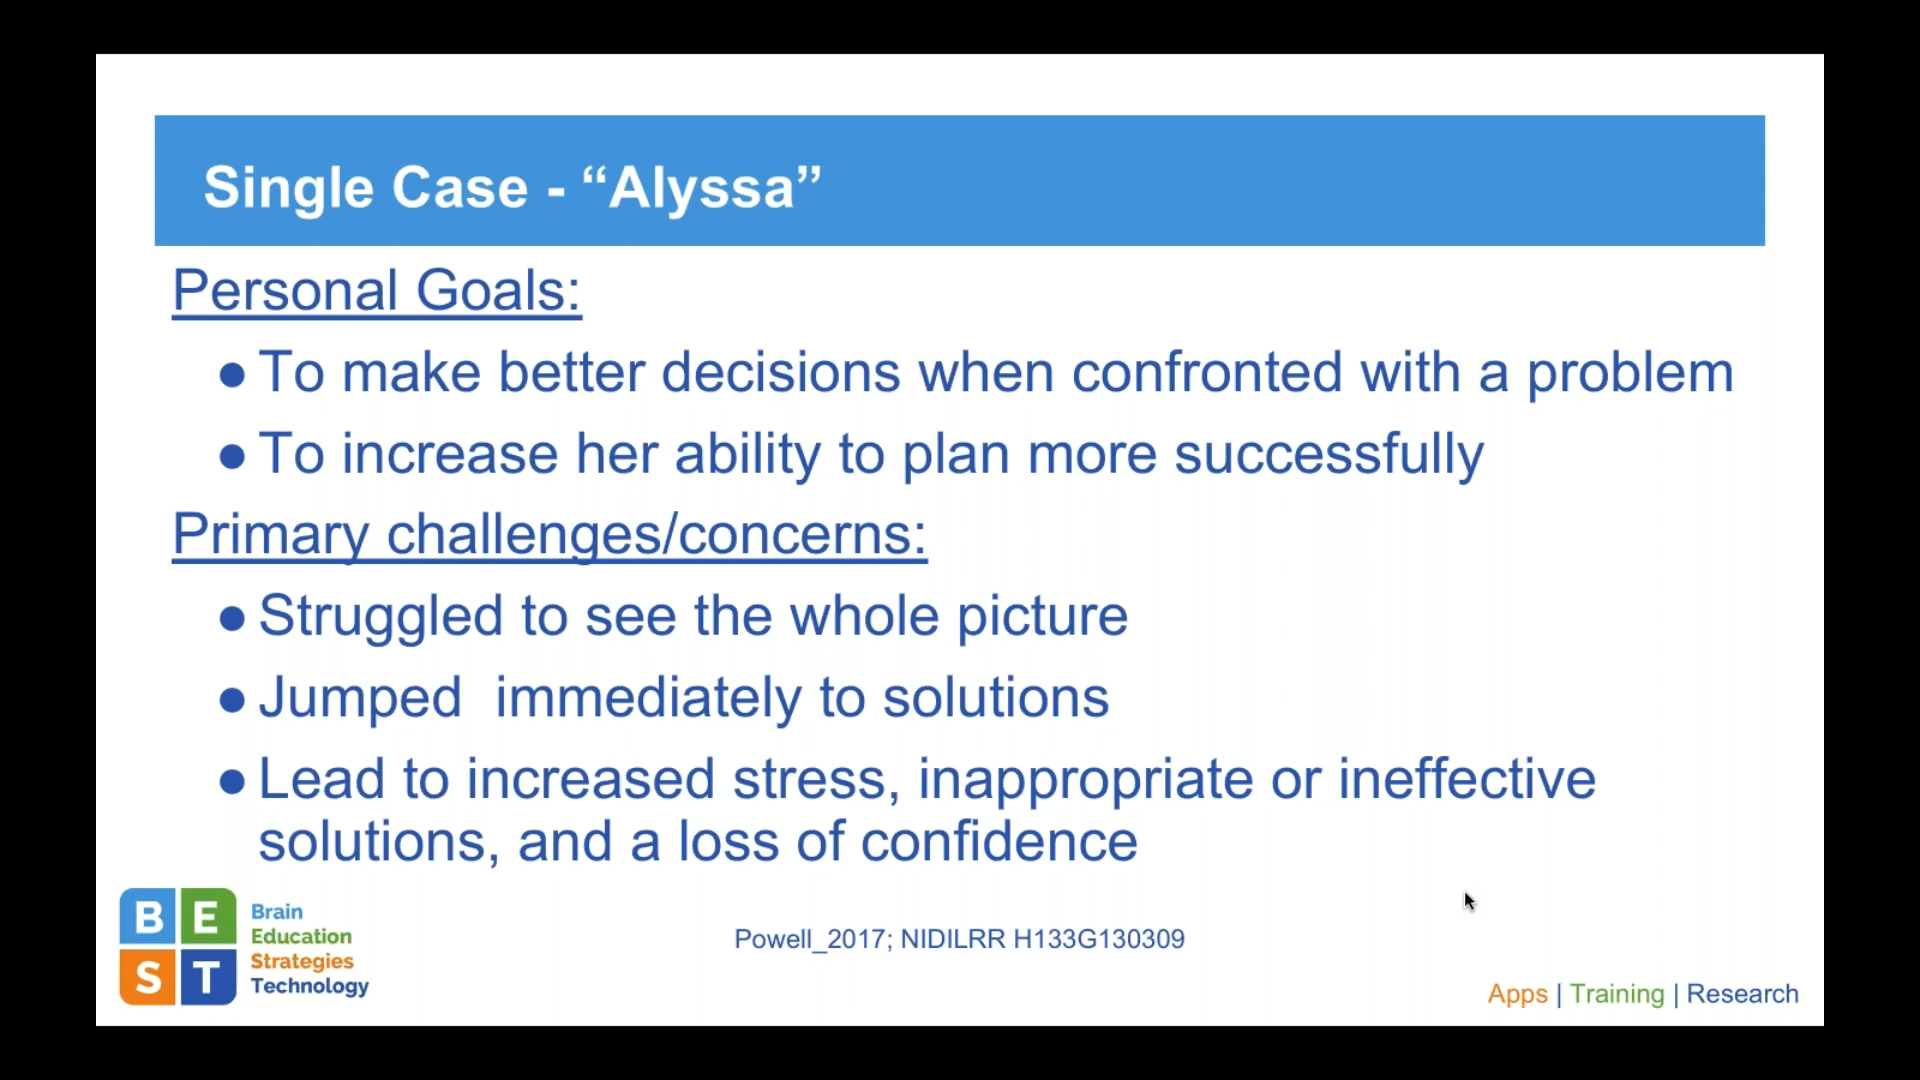 Single Case - “Alyssa”
Personal Goals:
● To make better decisions when confronted with a problem
● To increase her ability to plan more successfully
Primary challenges/concerns:
● Struggled to see the whole picture
● Jumped  immediately to solutions
● Lead to increased stress, inappropriate or ineffective
solutions, and a loss of confidence
B E
S T
Brain
Education
Strategies
Technology
Powell_2017; NIDILRR H133G130309
Apps | Training | Research